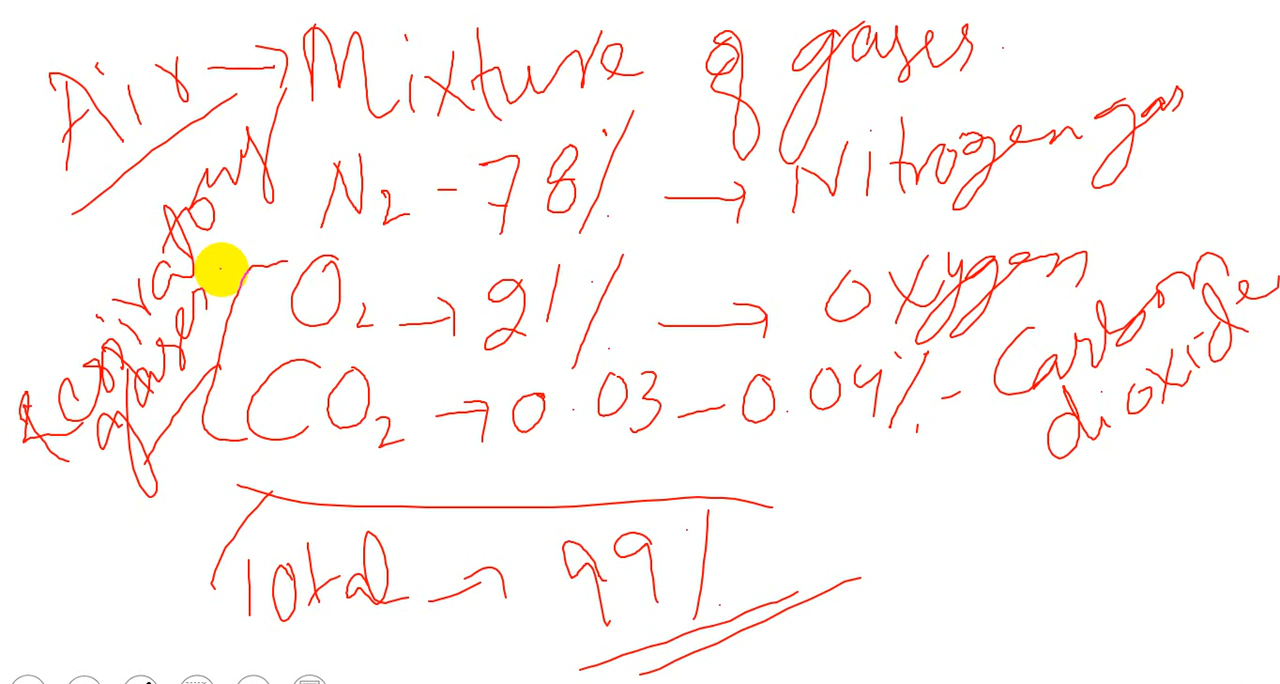 Air → Mixture of gases.
N2 - 78% → Nitrogen gas
O2 → 21% → Oxygen
CO2 → 0.03 - 0.04% - Carbon dioxide
Respiratory gases
Total → 99%